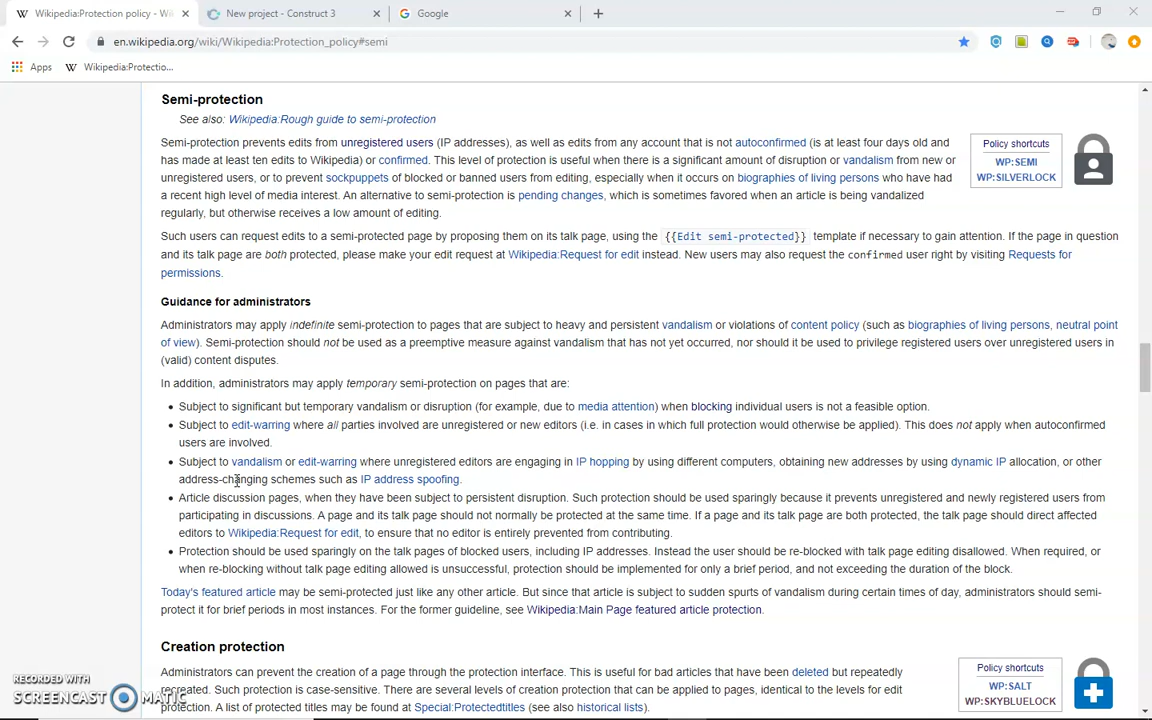 Wikipedia:Protection policy - Wi
New project - Construct 3
Google
en.wikipedia.org/wiki/Wikipedia:Protection_policy#semi
Apps
Wikipedia:Protectio...
Semi-protection
See also: Wikipedia:Rough guide to semi-protection
Semi-protection prevents edits from unregistered users (IP addresses), as well as edits from any account that is not autoconfirmed (is at least four days old and
has made at least ten edits to Wikipedia) or confirmed. This level of protection is useful when there is a significant amount of disruption or vandalism from new or
unregistered users, or to prevent sockpuppets of blocked or banned users from editing, especially when it occurs on biographies of living persons who have had
a recent high level of media interest. An alternative to semi-protection is pending changes, which is sometimes favored when an article is being vandalized
regularly, but otherwise receives a low amount of editing.
Policy shortcuts
WP:SEMI
WP:SILVERLOCK
Such users can request edits to a semi-protected page by proposing them on its talk page, using the {{Edit semi-protected}} template if necessary to gain attention. If the page in question
and its talk page are both protected, please make your edit request at Wikipedia:Request for edit instead. New users may also request the confirmed user right by visiting Requests for
permissions.
Guidance for administrators
Administrators may apply indefinite semi-protection to pages that are subject to heavy and persistent vandalism or violations of content policy (such as biographies of living persons, neutral point
of view). Semi-protection should not be used as a preemptive measure against vandalism that has not yet occurred, nor should it be used to privilege registered users over unregistered users in
(valid) content disputes.
In addition, administrators may apply temporary semi-protection on pages that are:
• Subject to significant but temporary vandalism or disruption (for example, due to media attention) when blocking individual users is not a feasible option.
• Subject to edit-warring where all parties involved are unregistered or new editors (i.e. in cases in which full protection would otherwise be applied). This does not apply when autoconfirmed
users are involved.
• Subject to vandalism or edit-warring where unregistered editors are engaging in IP hopping by using different computers, obtaining new addresses by using dynamic IP allocation, or other
address-changing schemes such as IP address spoofing.
• Article discussion pages, when they have been subject to persistent disruption. Such protection should be used sparingly because it prevents unregistered and newly registered users from
participating in discussions. A page and its talk page should not normally be protected at the same time. If a page and its talk page are both protected, the talk page should direct affected
editors to Wikipedia:Request for edit, to ensure that no editor is entirely prevented from contributing.
• Protection should be used sparingly on the talk pages of blocked users, including IP addresses. Instead the user should be re-blocked with talk page editing disallowed. When required, or
when re-blocking without talk page editing allowed is unsuccessful, protection should be implemented for only a brief period, and not exceeding the duration of the block.
Today's featured article may be semi-protected just like any other article. But since that article is subject to sudden spurts of vandalism during certain times of day, administrators should semi-
protect it for brief periods in most instances. For the former guideline, see Wikipedia:Main Page featured article protection.
Creation protection
Administrators can prevent the creation of a page through the protection interface. This is useful for bad articles that have been deleted but repeatedly
recreated. Such protection is case-sensitive. There are several levels of creation protection that can be applied to pages, identical to the levels for edit
protection. A list of protected titles may be found at Special:Protectedtitles (see also historical lists).
Policy shortcuts
WP:SALT
WP:SKYBLUELOCK
RECORDED WITH
SCREENCAST MATIC